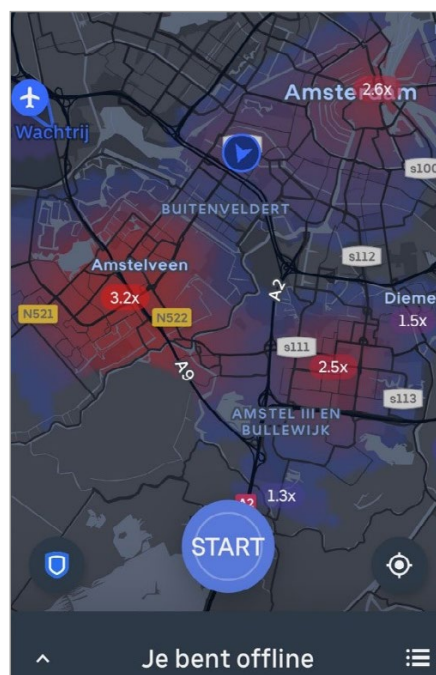 2.6x
Amsterdam
Wachtrij
s100
BUITENVELDERT
s112
Amstelveen
A2
Dieme
3.2x
1.5x
N521
N522
s111
2.5x
A9
s113
AMSTEL III EN
BULLEWIJK
1.3x
A2
START
Je bent offline